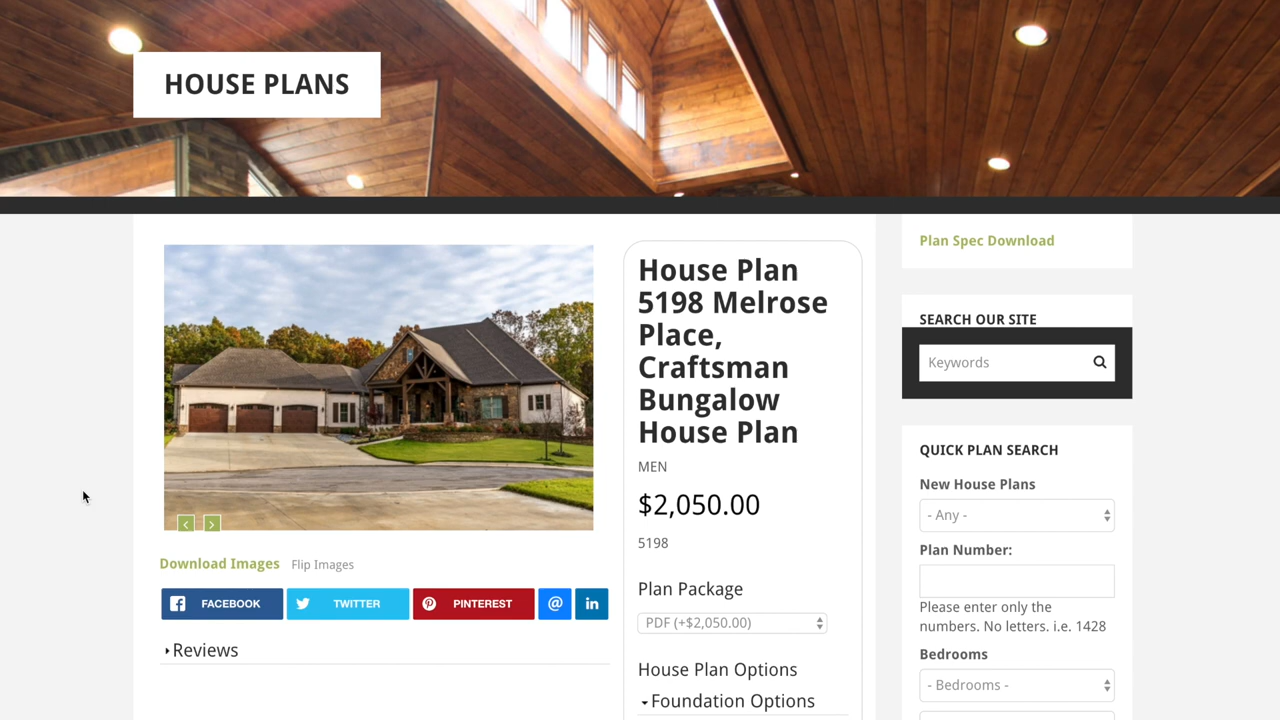 HOUSE PLANS
House Plan
5198 Melrose
Place,
Craftsman
Bungalow
House Plan
MEN
$2,050.00
5198
Plan Package
PDF (+$2,050.00)
House Plan Options
Foundation Options
Download Images Flip Images
FACEBOOK TWITTER PINTEREST @ in
Reviews
Plan Spec Download
SEARCH OUR SITE
Keywords
QUICK PLAN SEARCH
New House Plans
- Any -
Plan Number:
Please enter only the
numbers. No letters. i.e. 1428
Bedrooms
- Bedrooms -